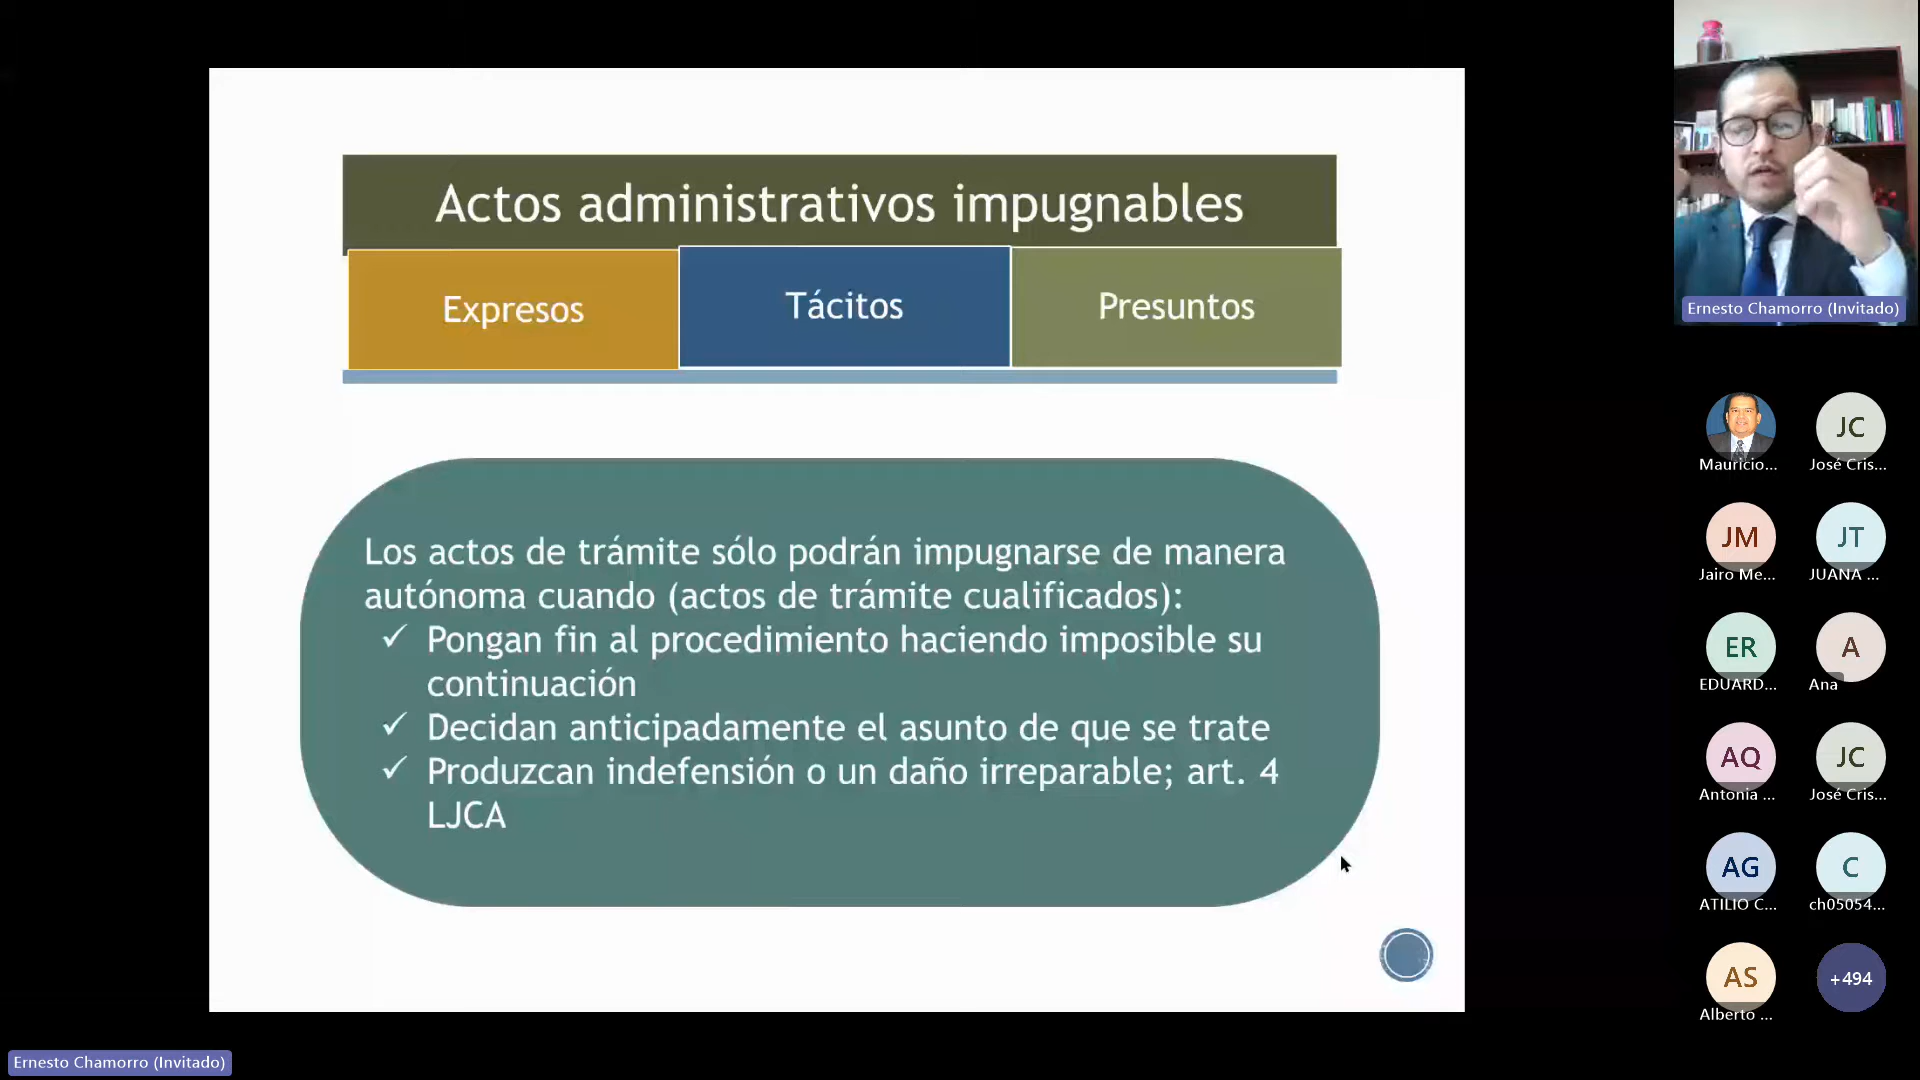 Actos administrativos impugnables
Expresos
Tácitos
Presuntos
Los actos de trámite sólo podrán impugnarse de manera
autónoma cuando (actos de trámite cualificados):
✓ Pongan fin al procedimiento haciendo imposible su
continuación
✓ Decidan anticipadamente el asunto de que se trate
✓ Produzcan indefensión o un daño irreparable; art. 4
LJCA
Ernesto Chamorro (Invitado)
Mauricio...
JC
José Cris...
JM
Jairo Me...
JT
JUANA ...
ER
EDUARD...
A
Ana
AQ
Antonia ...
JC
José Cris...
AG
ATILIO C...
C
ch05054...
AS
Alberto ...
+494
Ernesto Chamorro (Invitado)